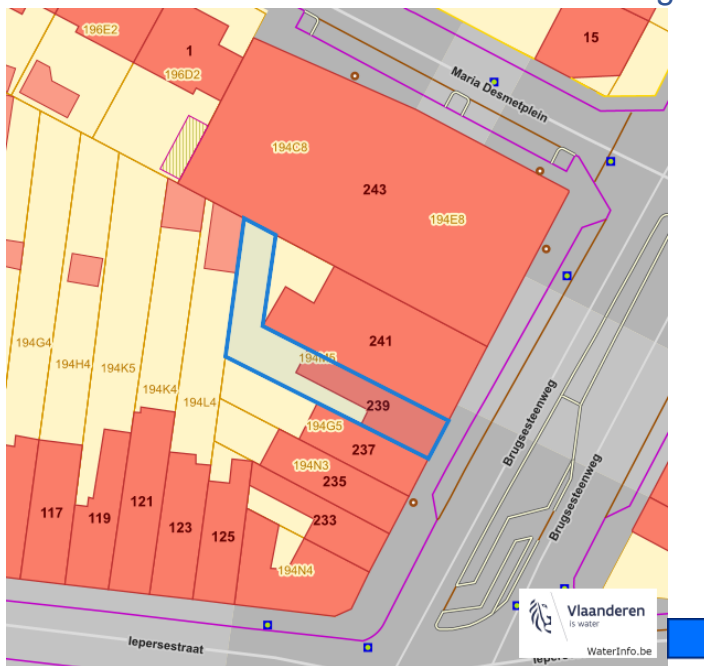 196E2
1
15
196D2
Maria Desmetplein
194C8
243
194E8
194G4
194H4
194K5
194K4
194L4
194M5
241
239
194G5
237
194N3
235
233
117
119
121
123
125
194N4
Brugsesteenweg
Brugsesteenweg
Iepersestraat
Vlaanderen
is water
WaterInfo.be